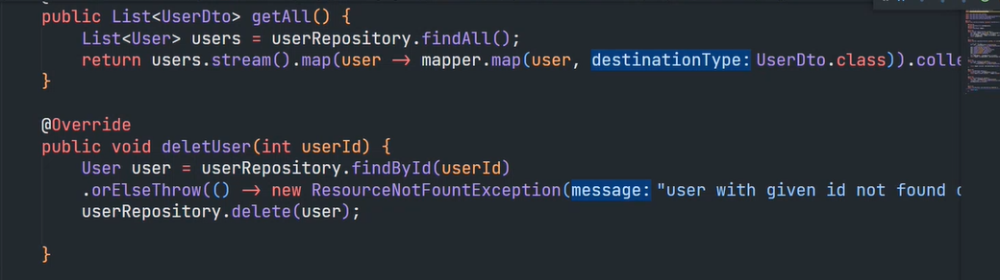 public List<UserDto> getAll() {
List<User> users = userRepository.findAll();
return users.stream().map(user -> mapper.map(user, destinationType: UserDto.class)).colle
}
@Override
public void deletUser(int userId) {
User user = userRepository.findById(userId)
.orElseThrow(() -> new ResourceNotFountException(message: "user with given id not found
userRepository.delete(user);
}